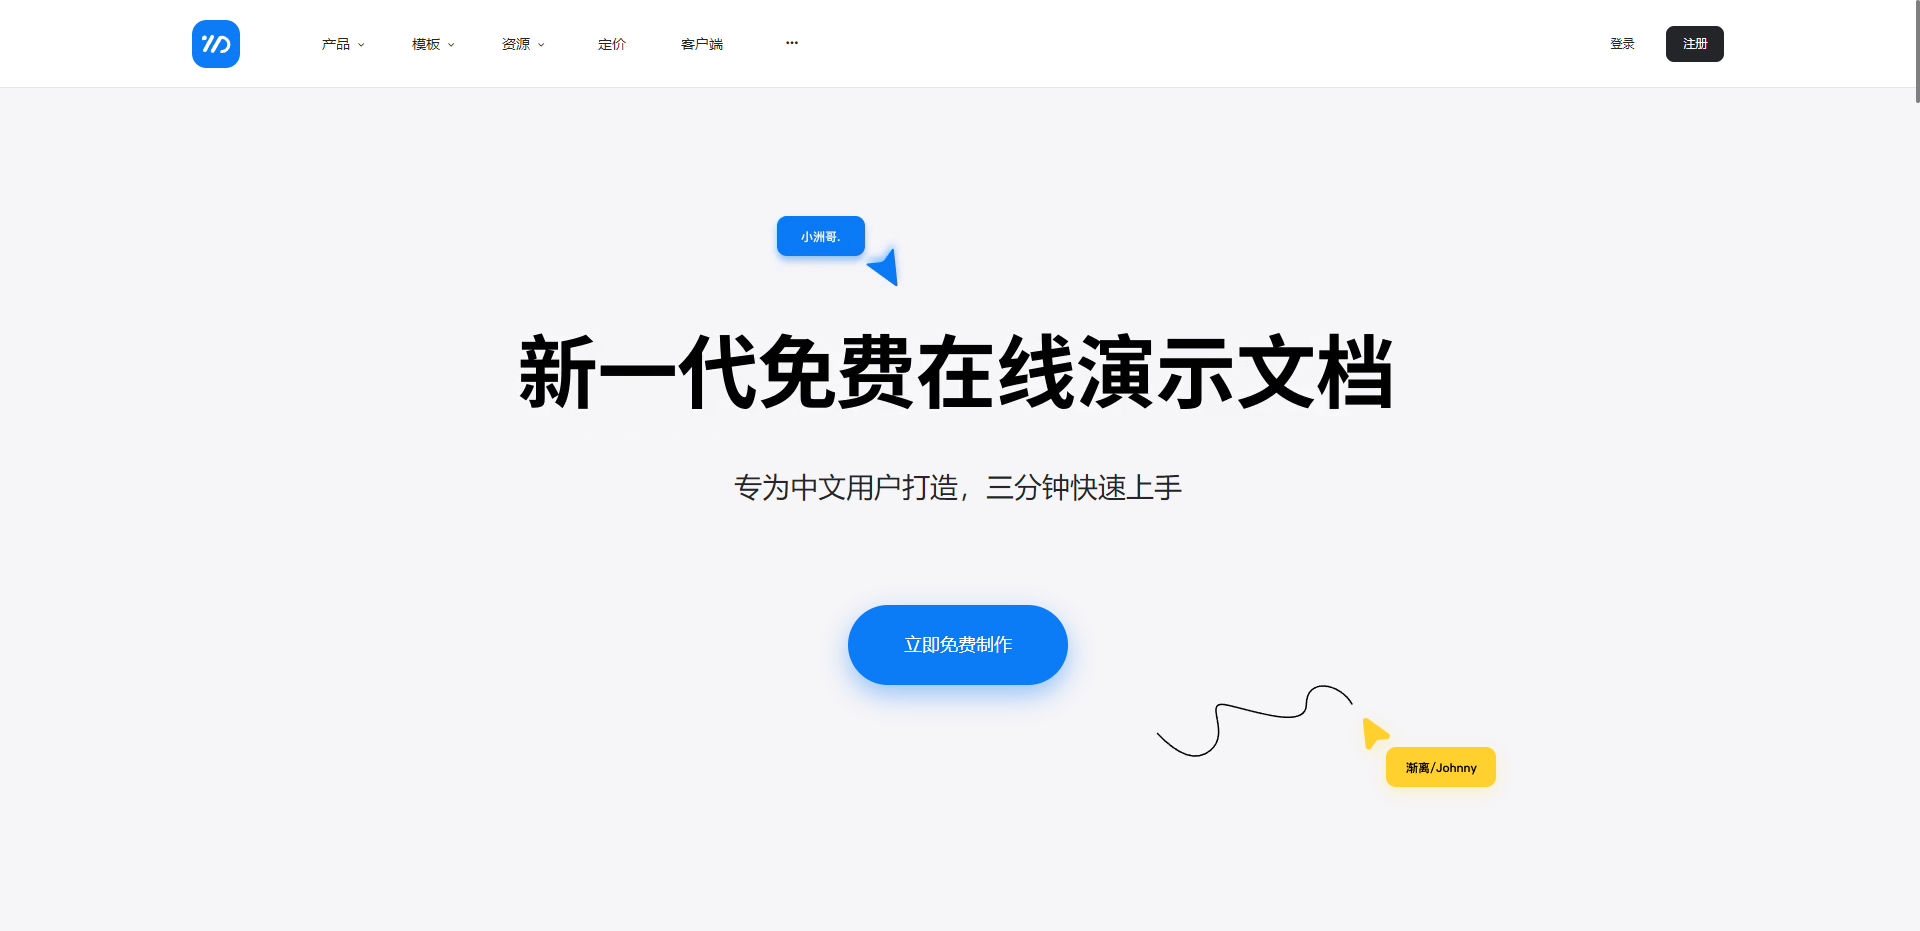 产品 模板 资源 定价 客户端 ··· 登录 注册
小洲哥.
新一代免费在线演示文档
专为中文用户打造，三分钟快速上手
立即免费制作
渐离/Johnny